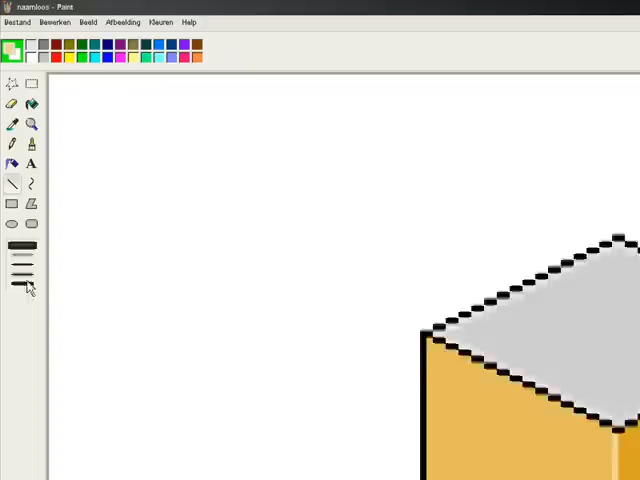 naamloos - Paint
Bestand Bewerken Beeld Afbeelding Kleuren Help
A